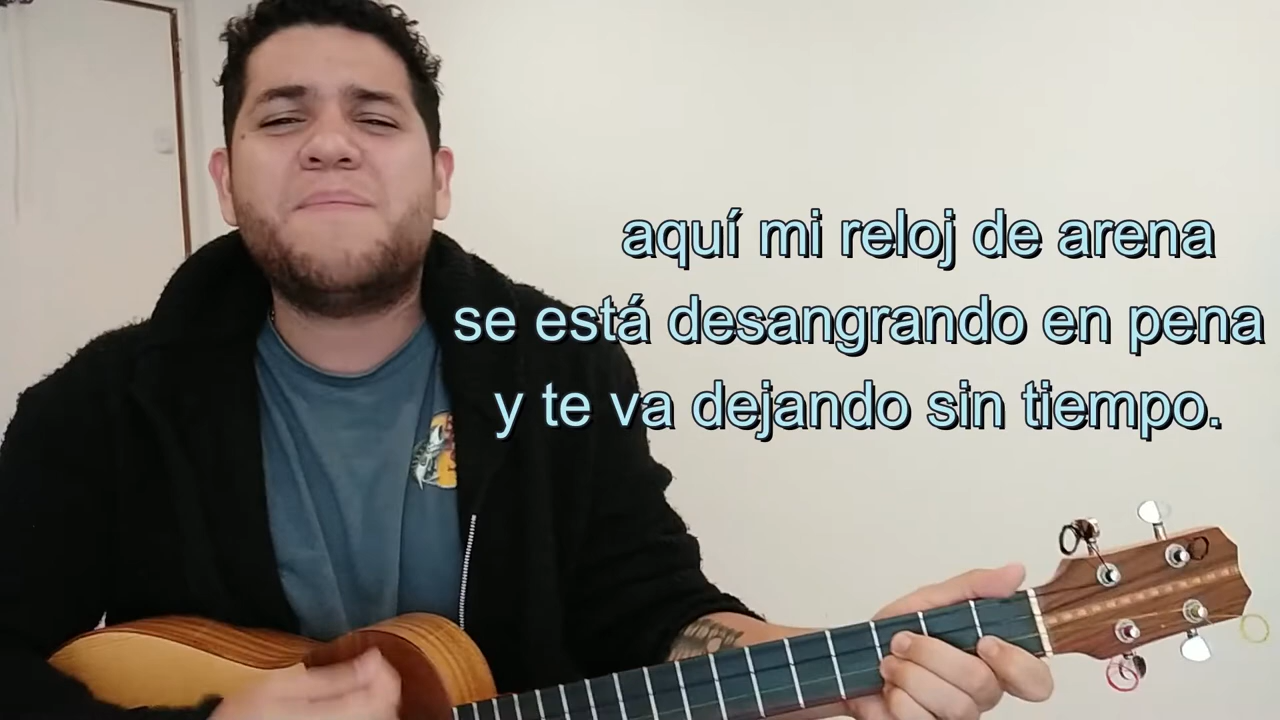 aquí mi reloj de arena
se está desangrando en pena
y te va dejando sin tiempo.